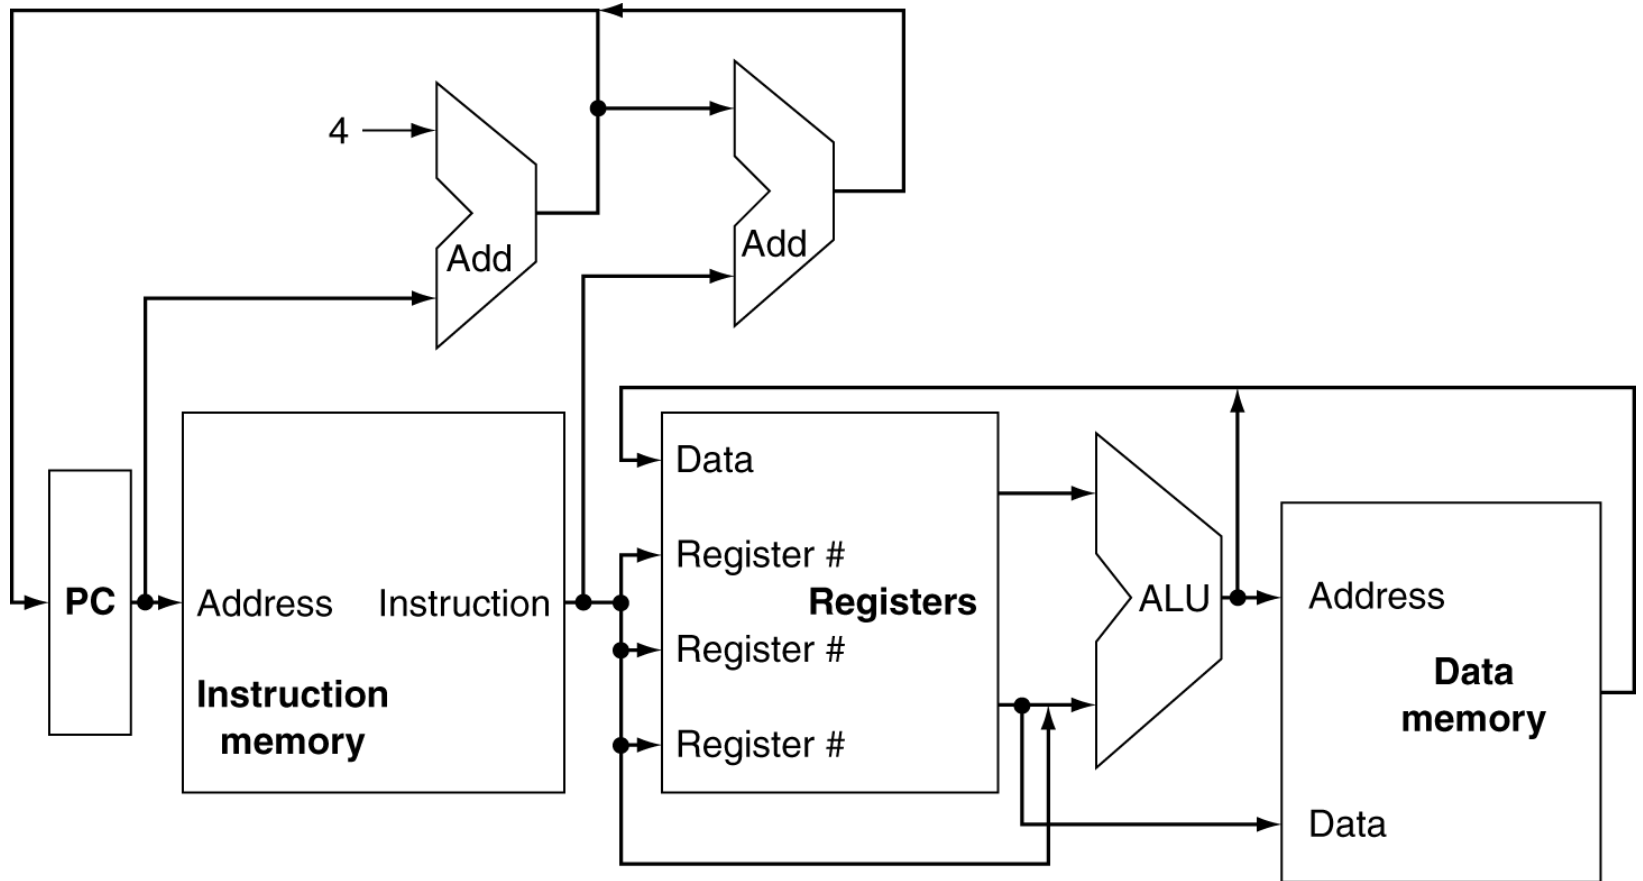 4
Add
Add
Data
Register #
PC
Address
Instruction
Registers
ALU
Address
Register #
Instruction
memory
Data
memory
Register #
Data